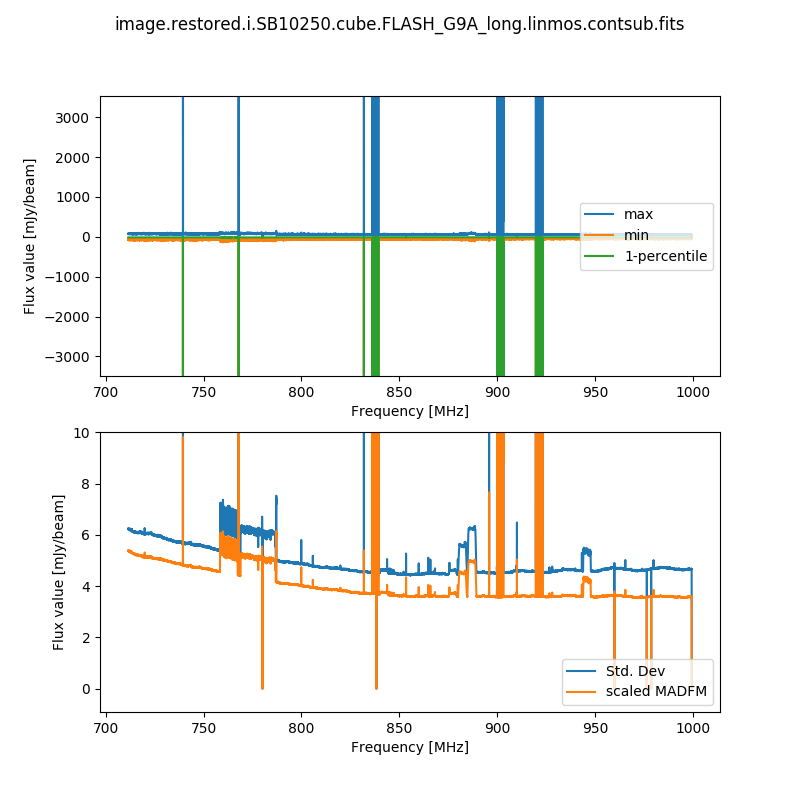 image.restored.i.SB10250.cube.FLASH_G9A_long.linmos.contsub.fits
3000
2000
1000
0
−1000
−2000
−3000
Flux value [mJy/beam]
max
min
1-percentile
700 750 800 850 900 950 1000
Frequency [MHz]
10
8
6
4
2
0
Flux value [mJy/beam]
Std. Dev
scaled MADFM
700 750 800 850 900 950 1000
Frequency [MHz]